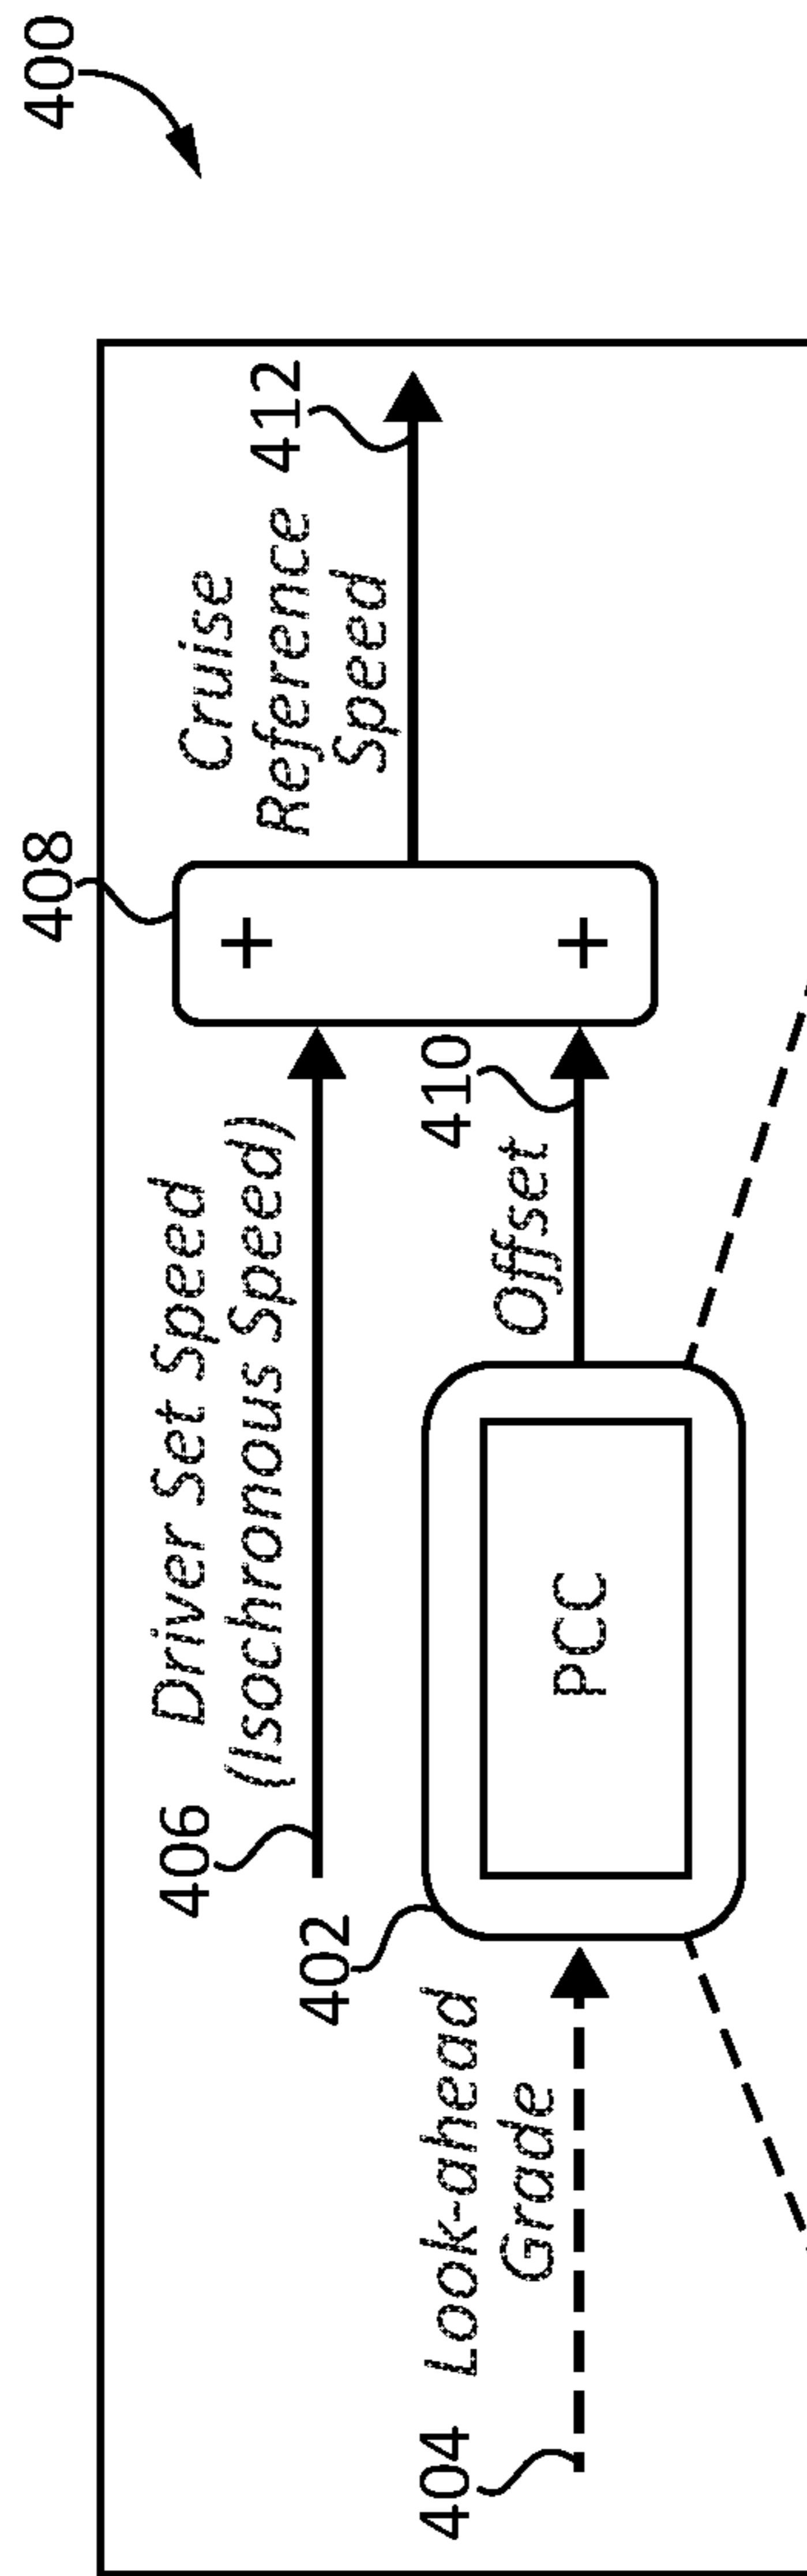 400
408
406
Driver Set Speed
(Isochronous Speed)
Cruise
Reference
Speed
412
+
+
402
404
Look-ahead
Grade
PCC
Offset
410